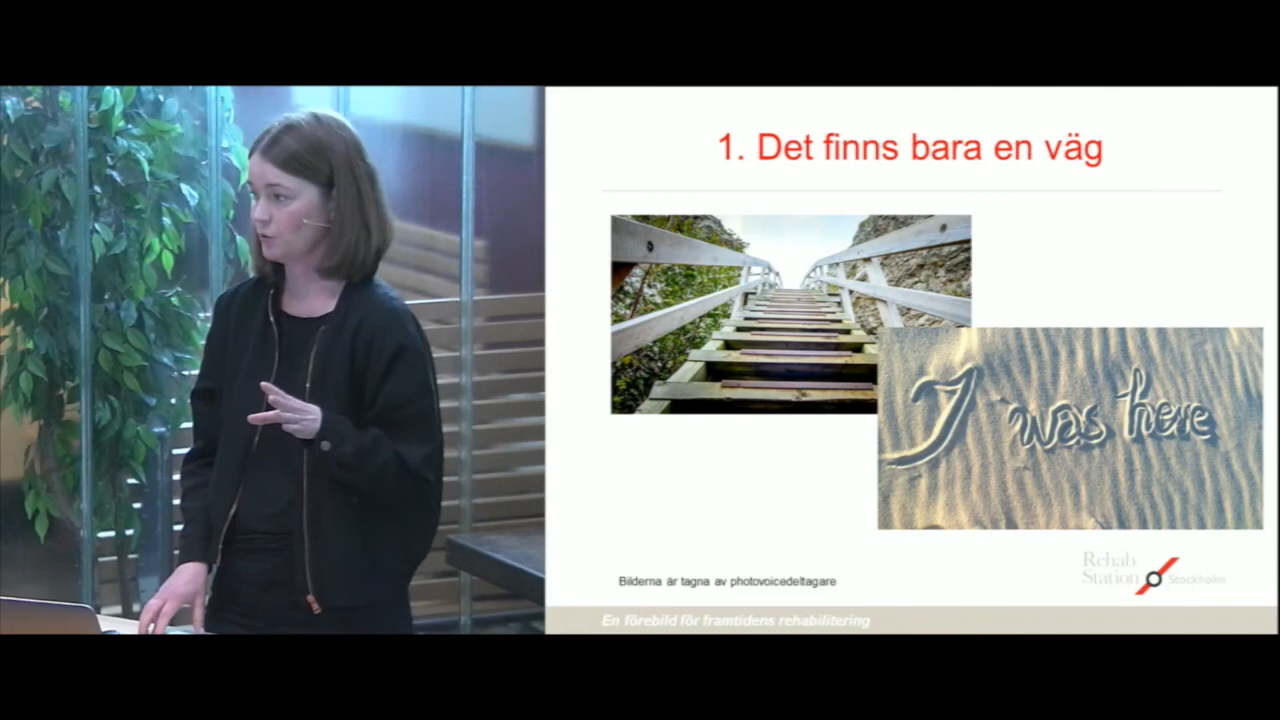 1. Det finns bara en väg
I was here
Bilderna är tagna av photovoicedeltagare
Rehab
Station
Stockholm
En förebild för framtidens rehabilitering